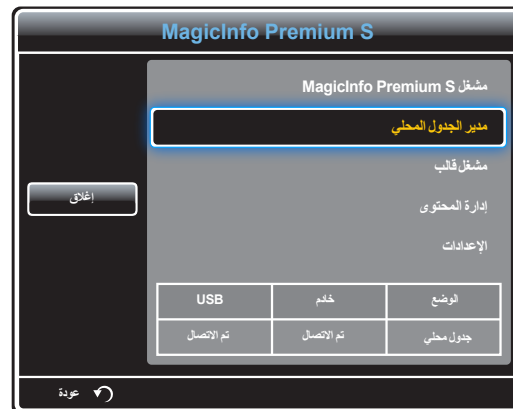 MagicInfo Premium S
مشغل MagicInfo Premium S
مدير الجدول المحلي
مشغل قالب
إدارة المحتوى
الإعدادات
إغلاق
الوضع خادم USB
جدول محلي تم الاتصال تم الاتصال
عودة